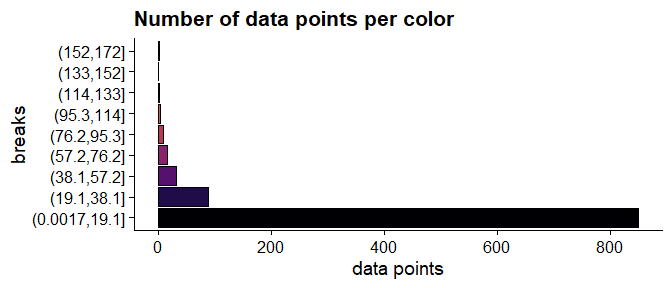 Number of data points per color
breaks
(152,172]
(133,152]
(114,133]
(95.3,114]
(76.2,95.3]
(57.2,76.2]
(38.1,57.2]
(19.1,38.1]
(0.0017,19.1]
0 200 400 600 800
data points